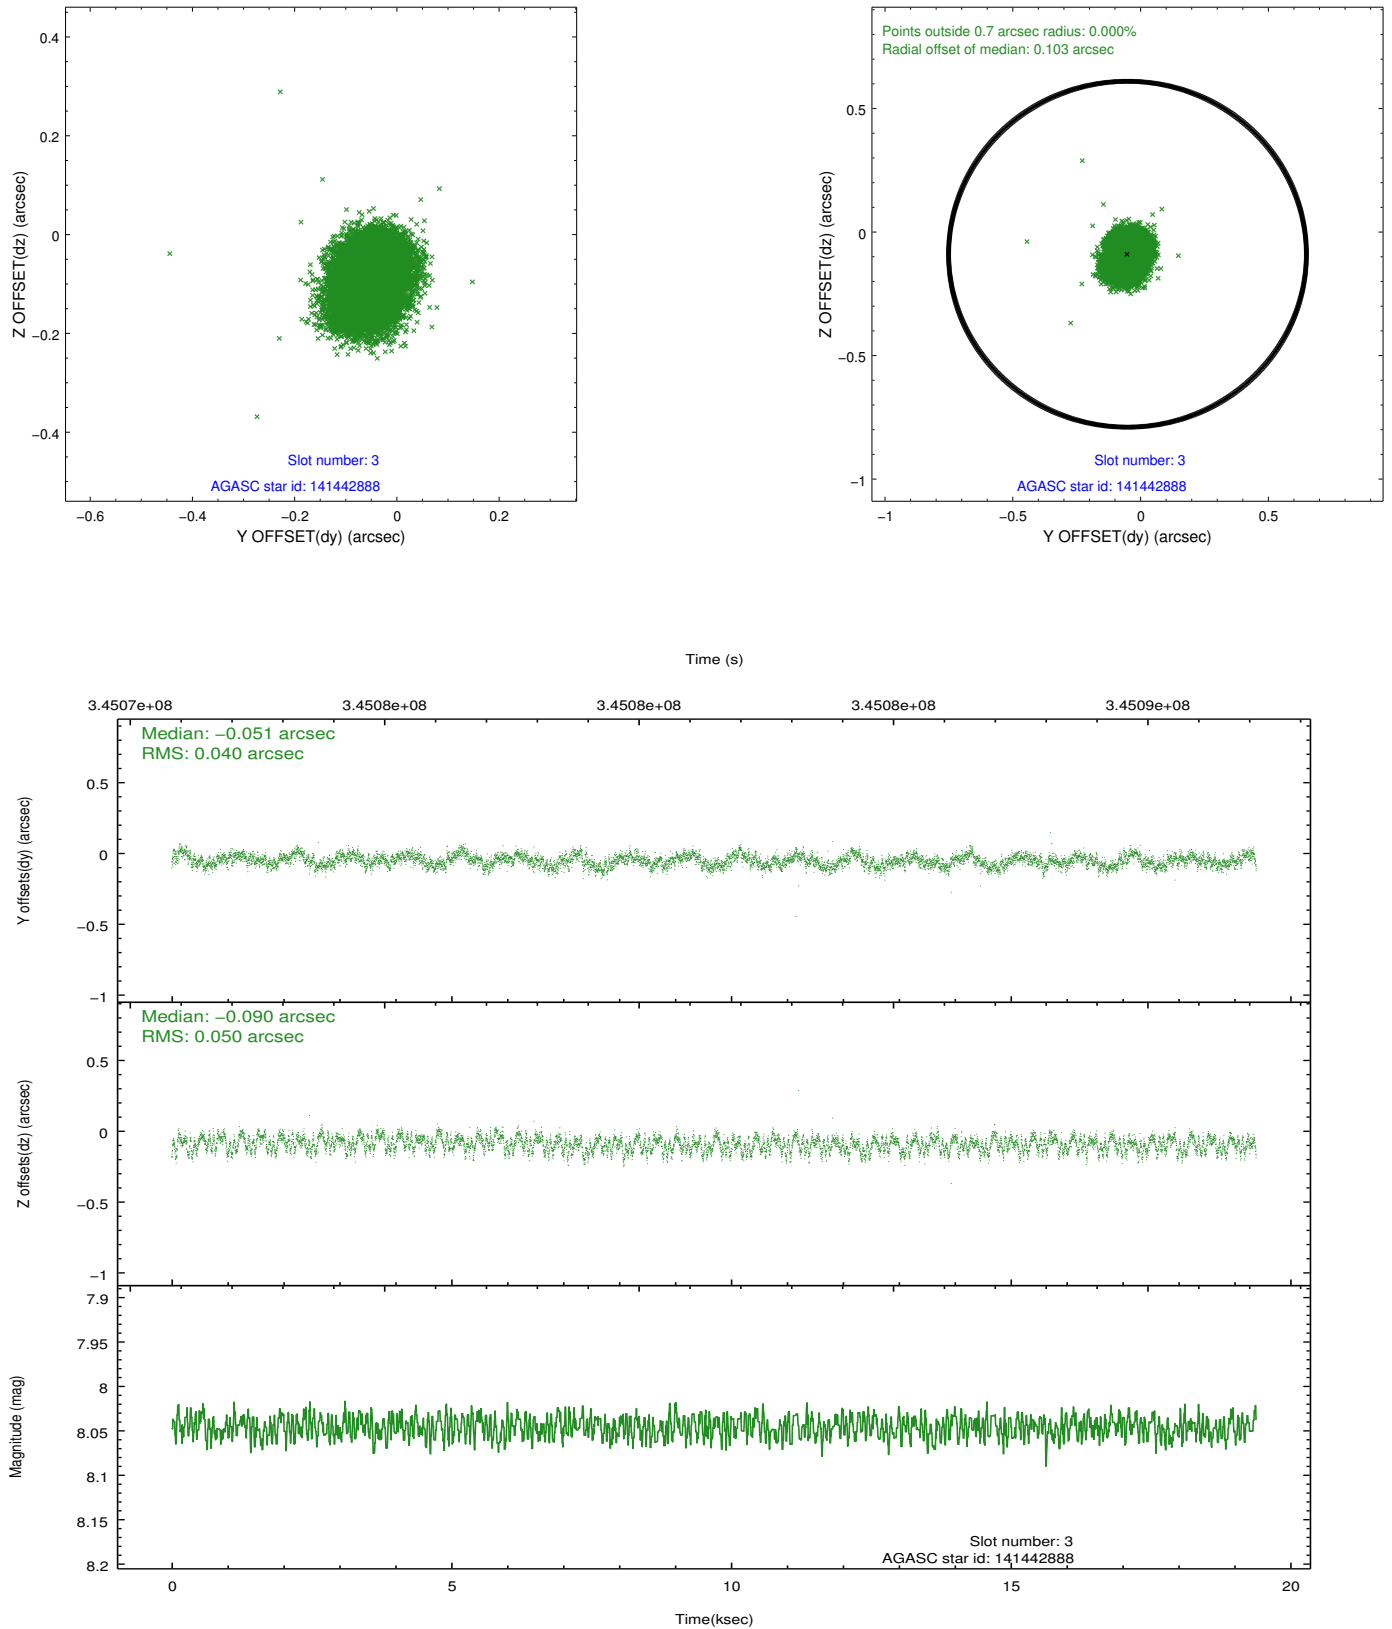 0.4
0.2
0
−0.2
−0.4
Z OFFSET(dz) (arcsec)
Slot number: 3
AGASC star id: 141442888
−0.6
−0.4
−0.2
0
0.2
Y OFFSET(dy) (arcsec)
Points outside 0.7 arcsec radius: 0.000%
Radial offset of median: 0.103 arcsec
0.5
0
−0.5
−1
Z OFFSET(dz) (arcsec)
Slot number: 3
AGASC star id: 141442888
−1
−0.5
0
0.5
Y OFFSET(dy) (arcsec)
Time (s)
3.4507e+08
3.4508e+08
3.4508e+08
3.4508e+08
3.4509e+08
Median: −0.051 arcsec
RMS: 0.040 arcsec
0.5
0
−0.5
−1
Y offsets(dy) (arcsec)
Median: −0.090 arcsec
RMS: 0.050 arcsec
0.5
0
−0.5
−1
Z offsets(dz) (arcsec)
7.9
7.95
8
8.05
8.1
8.15
8.2
Magnitude (mag)
Slot number: 3
AGASC star id: 141442888
0
5
10
15
20
Time(ksec)